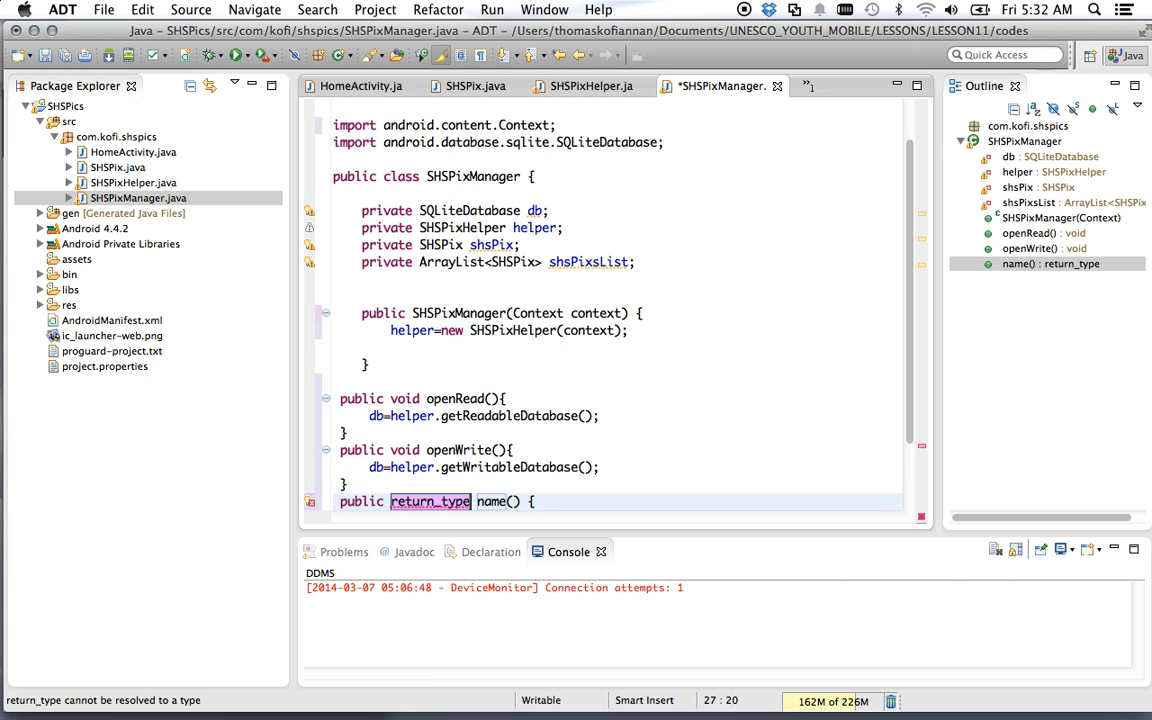 ADT File Edit Source Navigate Search Project Refactor Run Window Help Fri 5:32 AM
Java – SHSPics/src/com/kofi/shspics/SHSPixManager.java – ADT – /Users/thomaskofiannan/Documents/UNESCO_YOUTH_MOBILE/LESSONS/LESSON11/codes
Quick Access Java
Package Explorer
SHSPics
src
com.kofi.shspics
HomeActivity.java
SHSPix.java
SHSPixHelper.java
SHSPixManager.java
gen [Generated Java Files]
Android 4.4.2
Android Private Libraries
assets
bin
libs
res
AndroidManifest.xml
ic_launcher-web.png
proguard-project.txt
project.properties
HomeActivity.ja SHSPix.java SHSPixHelper.ja *SHSPixManager. »1
import android.content.Context;
import android.database.sqlite.SQLiteDatabase;
public class SHSPixManager {
private SQLiteDatabase db;
private SHSPixHelper helper;
private SHSPix shsPix;
private ArrayList<SHSPix> shsPixsList;
public SHSPixManager(Context context) {
helper=new SHSPixHelper(context);
}
public void openRead(){
db=helper.getReadableDatabase();
}
public void openWrite(){
db=helper.getWritableDatabase();
}
public return_type name() {
Outline
com.kofi.shspics
SHSPixManager
db : SQLiteDatabase
helper : SHSPixHelper
shsPix : SHSPix
shsPixsList : ArrayList<SHSPix
SHSPixManager(Context)
openRead() : void
openWrite() : void
name() : return_type
Problems @ Javadoc Declaration Console
DDMS
[2014-03-07 05:06:48 - DeviceMonitor] Connection attempts: 1
return_type cannot be resolved to a type Writable Smart Insert 27 : 20 162M of 226M